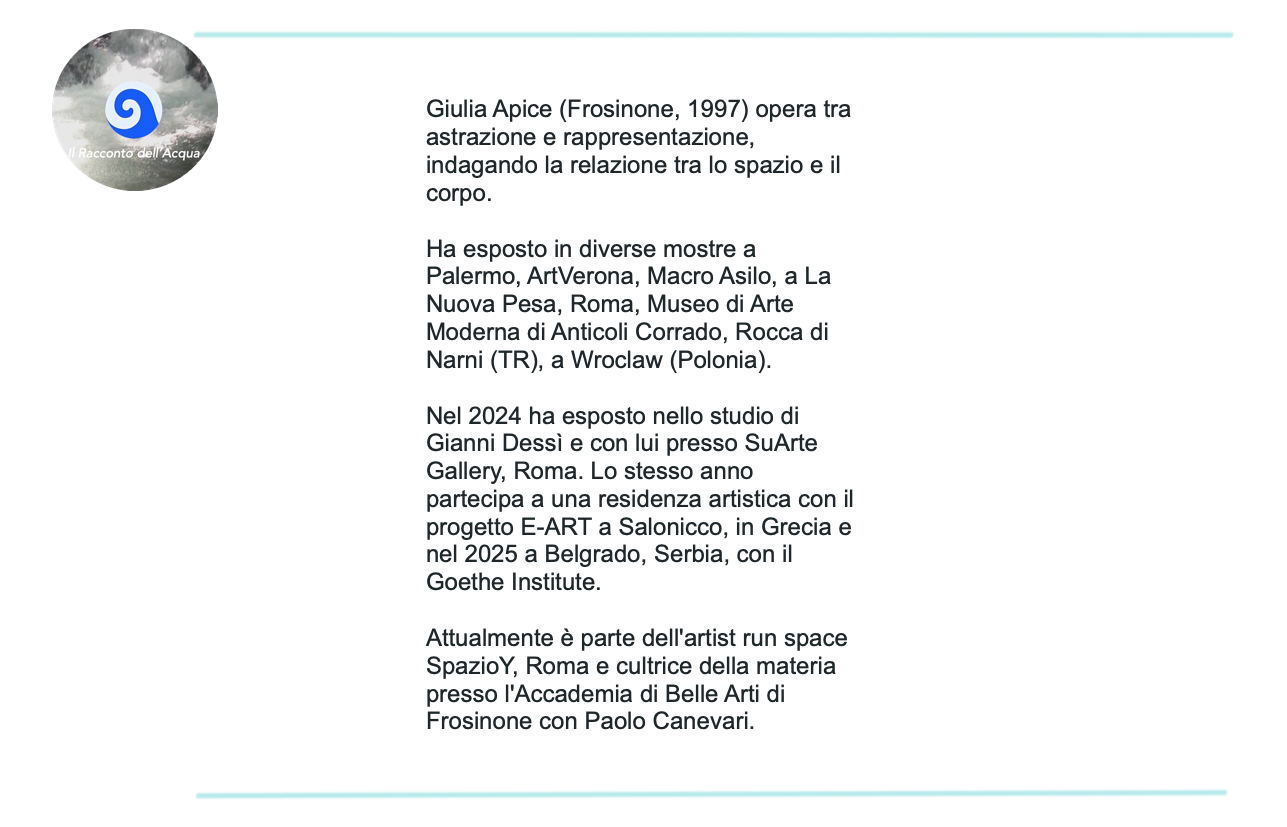 Il Racconto dell'Acqua
Giulia Apice (Frosinone, 1997) opera tra
astrazione e rappresentazione,
indagando la relazione tra lo spazio e il
corpo.
Ha esposto in diverse mostre a
Palermo, ArtVerona, Macro Asilo, a La
Nuova Pesa, Roma, Museo di Arte
Moderna di Anticoli Corrado, Rocca di
Narni (TR), a Wroclaw (Polonia).
Nel 2024 ha esposto nello studio di
Gianni Dessì e con lui presso SuArte
Gallery, Roma. Lo stesso anno
partecipa a una residenza artistica con il
progetto E-ART a Salonicco, in Grecia e
nel 2025 a Belgrado, Serbia, con il
Goethe Institute.
Attualmente è parte dell'artist run space
SpazioY, Roma e cultrice della materia
presso l'Accademia di Belle Arti di
Frosinone con Paolo Canevari.